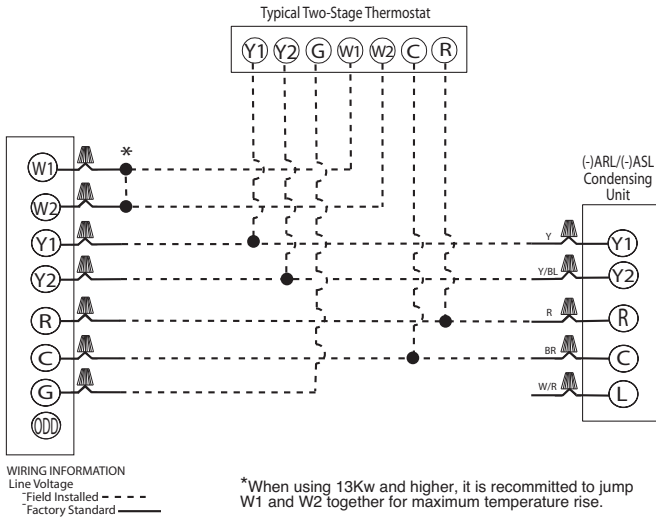 Typical Two-Stage Thermostat
Y1 Y2 G W1 W2 C R
*
(-)ARL/(-)ASL
Condensing
Unit
W1
W2
Y1 Y Y1
Y2 Y/BL Y2
R R R
C BR C
G W/R L
ODD
WIRING INFORMATION
Line Voltage
-Field Installed
-Factory Standard
*When using 13Kw and higher, it is recommitted to jump
W1 and W2 together for maximum temperature rise.